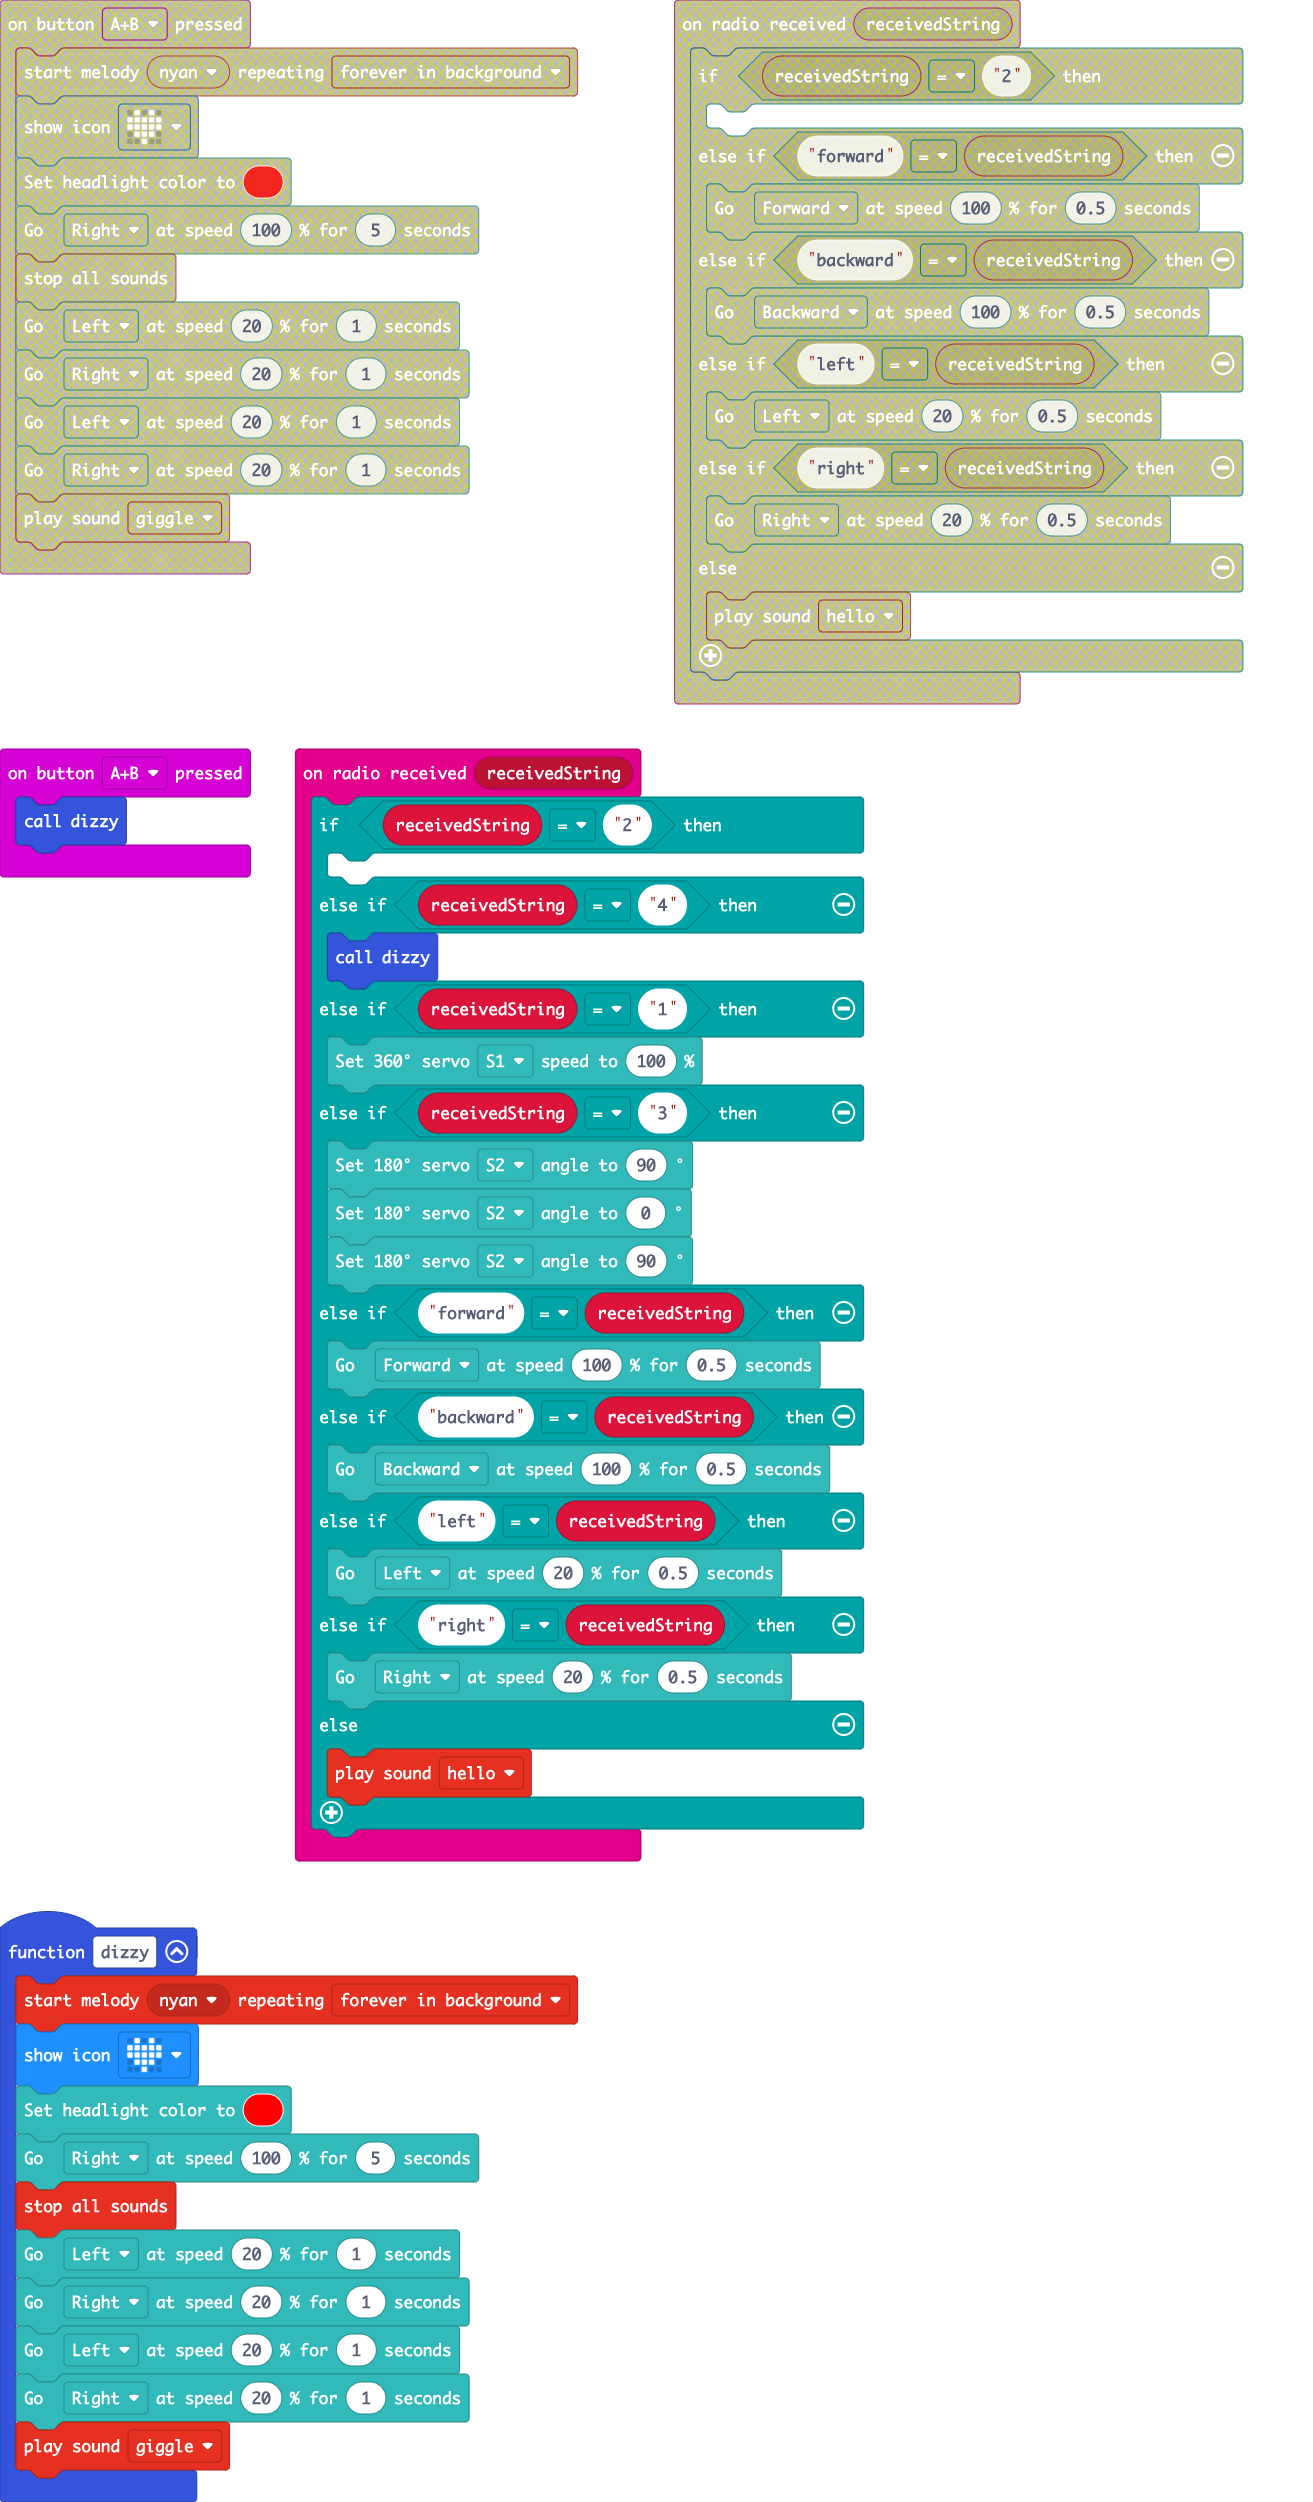 on button A+B pressed
start melody nyan repeating forever in background
show icon
Set headlight color to
Go Right at speed 100 % for 5 seconds
stop all sounds
Go Left at speed 20 % for 1 seconds
Go Right at speed 20 % for 1 seconds
Go Left at speed 20 % for 1 seconds
Go Right at speed 20 % for 1 seconds
play sound giggle
on radio received receivedString
if receivedString = "2" then
else if "forward" = receivedString then
Go Forward at speed 100 % for 0.5 seconds
else if "backward" = receivedString then
Go Backward at speed 100 % for 0.5 seconds
else if "left" = receivedString then
Go Left at speed 20 % for 0.5 seconds
else if "right" = receivedString then
Go Right at speed 20 % for 0.5 seconds
else
play sound hello
on button A+B pressed
call dizzy
on radio received receivedString
if receivedString = "2" then
else if receivedString = "4" then
call dizzy
else if receivedString = "1" then
Set 360° servo S1 speed to 100 %
else if receivedString = "3" then
Set 180° servo S2 angle to 90 °
Set 180° servo S2 angle to 0 °
Set 180° servo S2 angle to 90 °
else if "forward" = receivedString then
Go Forward at speed 100 % for 0.5 seconds
else if "backward" = receivedString then
Go Backward at speed 100 % for 0.5 seconds
else if "left" = receivedString then
Go Left at speed 20 % for 0.5 seconds
else if "right" = receivedString then
Go Right at speed 20 % for 0.5 seconds
else
play sound hello
function dizzy
start melody nyan repeating forever in background
show icon
Set headlight color to
Go Right at speed 100 % for 5 seconds
stop all sounds
Go Left at speed 20 % for 1 seconds
Go Right at speed 20 % for 1 seconds
Go Left at speed 20 % for 1 seconds
Go Right at speed 20 % for 1 seconds
play sound giggle